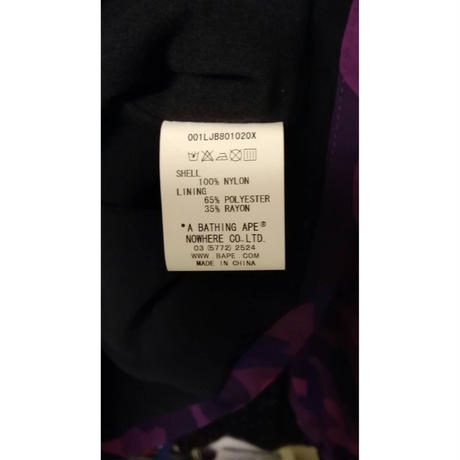 001LJB801020X
SHELL
100% NYLON
LINING
65% POLYESTER
35% RAYON
*A BATHING APE®
NOWHERE CO.LTD.
03 (5772) 2524
WWW.BAPE.COM
MADE IN CHINA